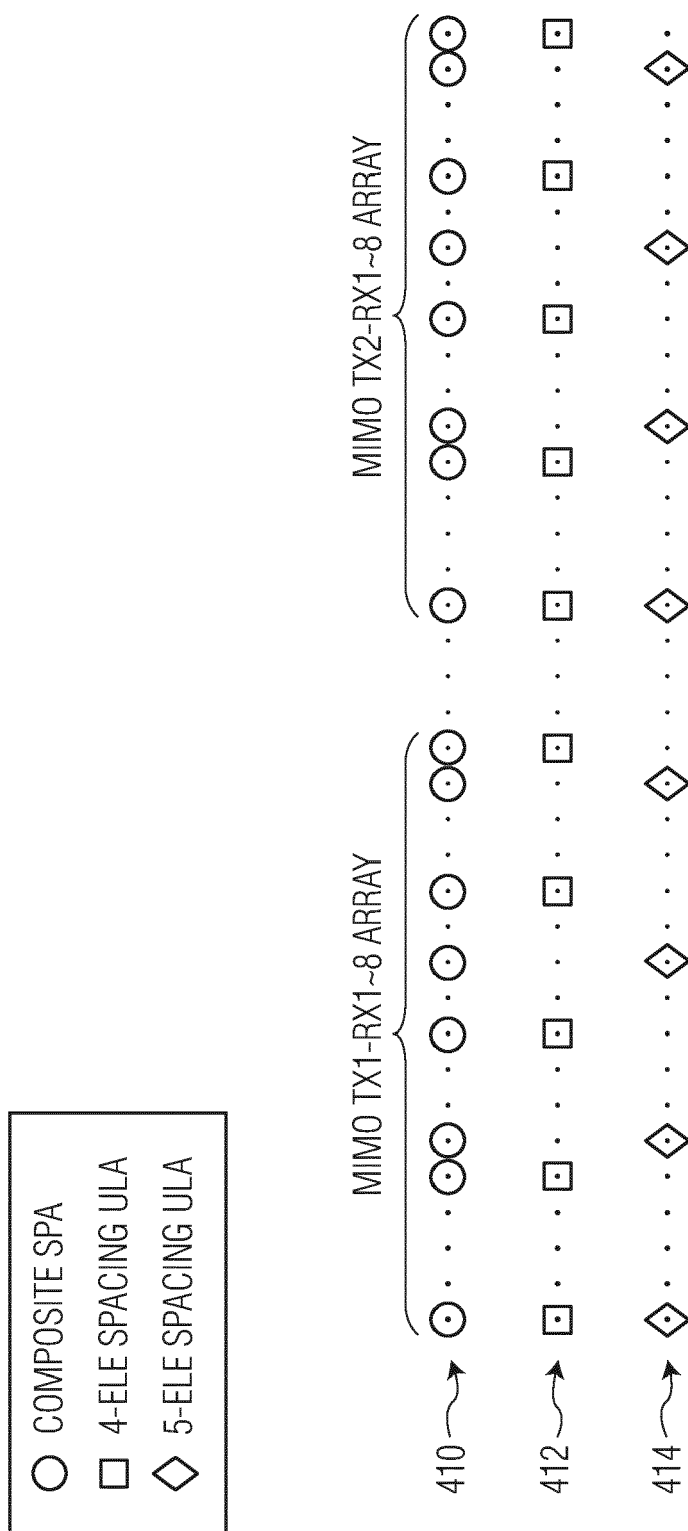 COMPOSITE SPA
4-ELE SPACING ULA
5-ELE SPACING ULA
MIMO TX1-RX1~8 ARRAY
MIMO TX2-RX1~8 ARRAY
410
412
414